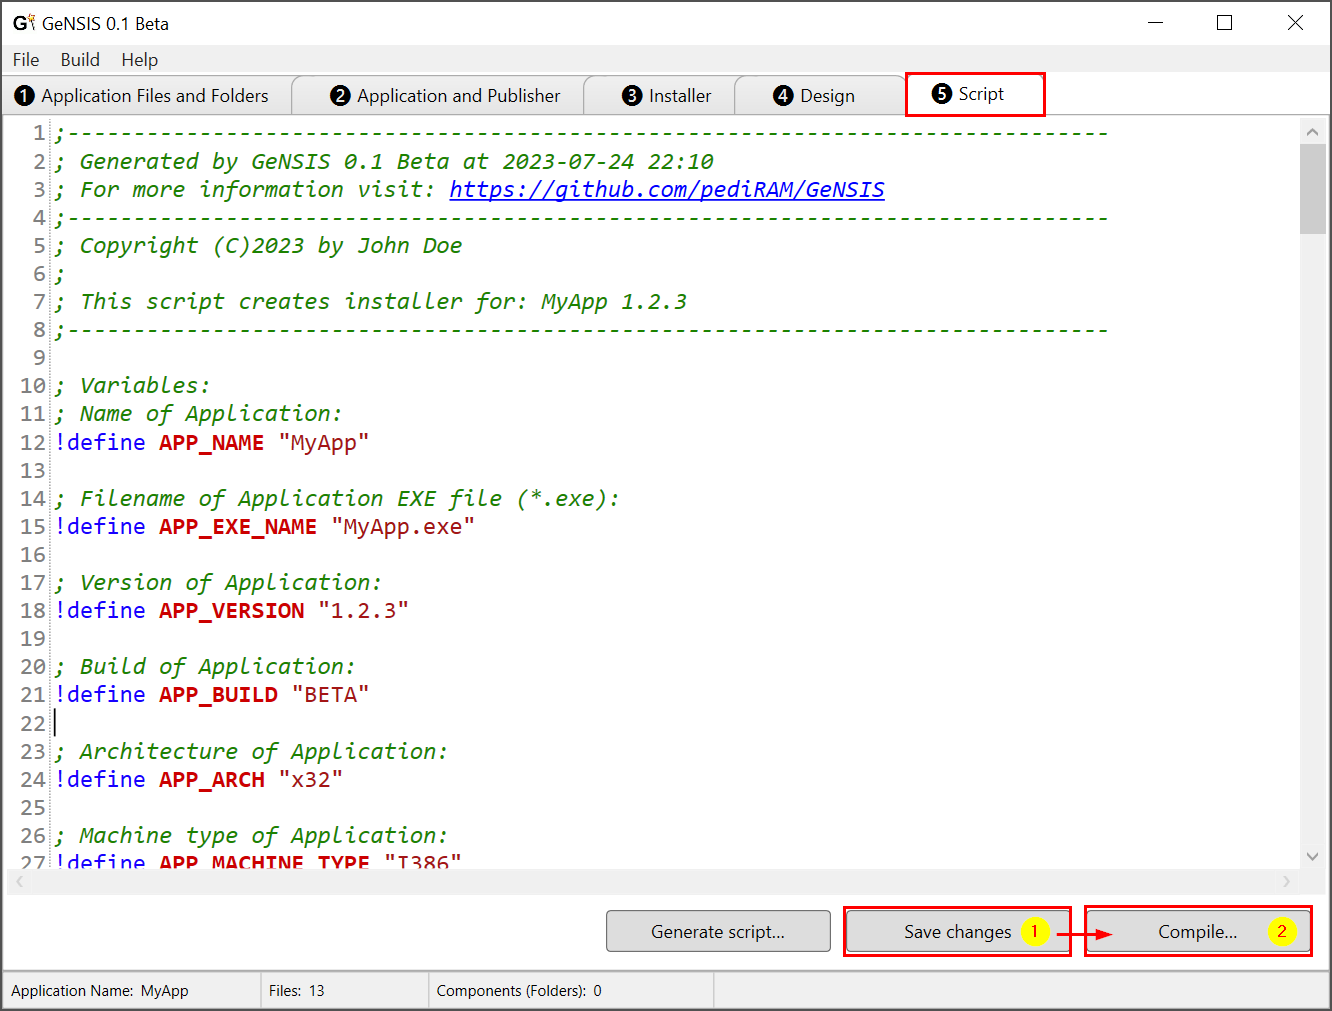 G GeNSIS 0.1 Beta
File Build Help
1 Application Files and Folders 2 Application and Publisher 3 Installer 4 Design 5 Script
1 ;-------------------------------------------------------------------------------
2 ; Generated by GeNSIS 0.1 Beta at 2023-07-24 22:10
3 ; For more information visit: https://github.com/pediRAM/GeNSIS
4 ;-------------------------------------------------------------------------------
5 ; Copyright (C)2023 by John Doe
6 ;
7 ; This script creates installer for: MyApp 1.2.3
8 ;-------------------------------------------------------------------------------
9
10 ; Variables:
11 ; Name of Application:
12 !define APP_NAME "MyApp"
13
14 ; Filename of Application EXE file (*.exe):
15 !define APP_EXE_NAME "MyApp.exe"
16
17 ; Version of Application:
18 !define APP_VERSION "1.2.3"
19
20 ; Build of Application:
21 !define APP_BUILD "BETA"
22
23 ; Architecture of Application:
24 !define APP_ARCH "x32"
25
26 ; Machine type of Application:
27 !define APP_MACHINE_TYPE "I386"
Generate script... Save changes 1 Compile... 2
Application Name: MyApp Files: 13 Components (Folders): 0